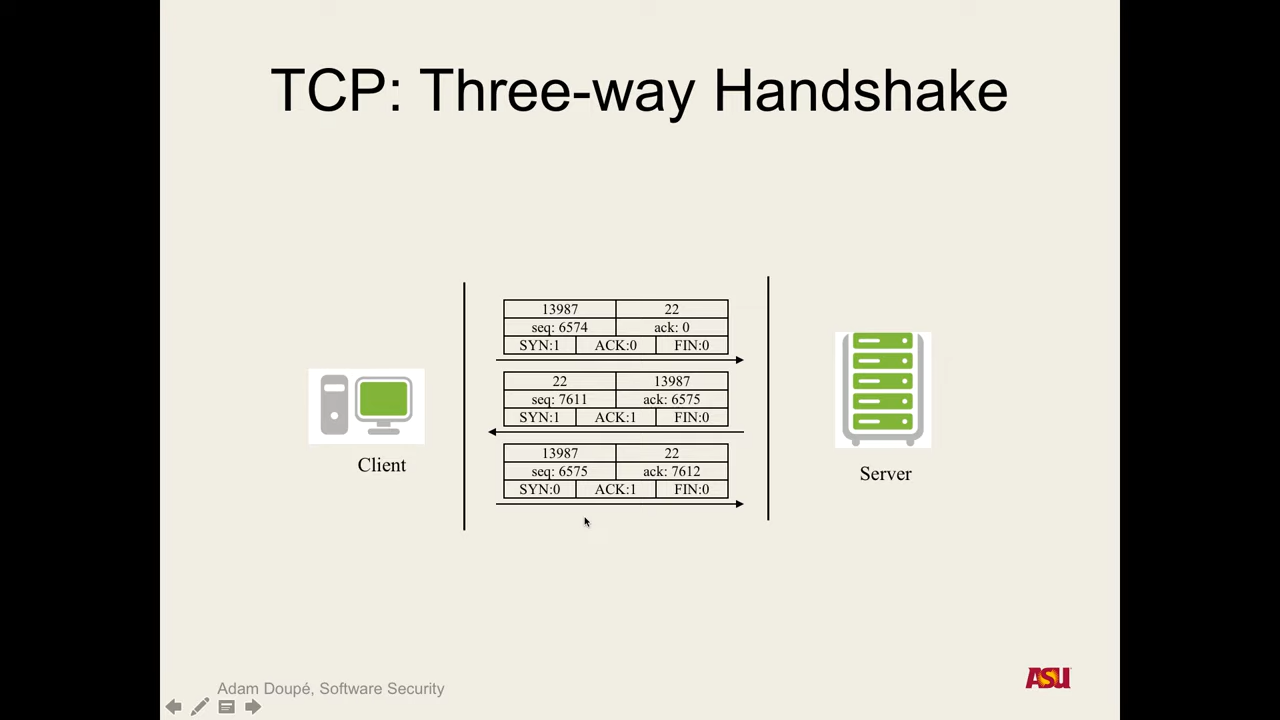 TCP: Three-way Handshake
13987 22
seq: 6574 ack: 0
SYN:1 ACK:0 FIN:0
22 13987
seq: 7611 ack: 6575
SYN:1 ACK:1 FIN:0
13987 22
seq: 6575 ack: 7612
SYN:0 ACK:1 FIN:0
Client
Server
Adam Doupé, Software Security
ASU